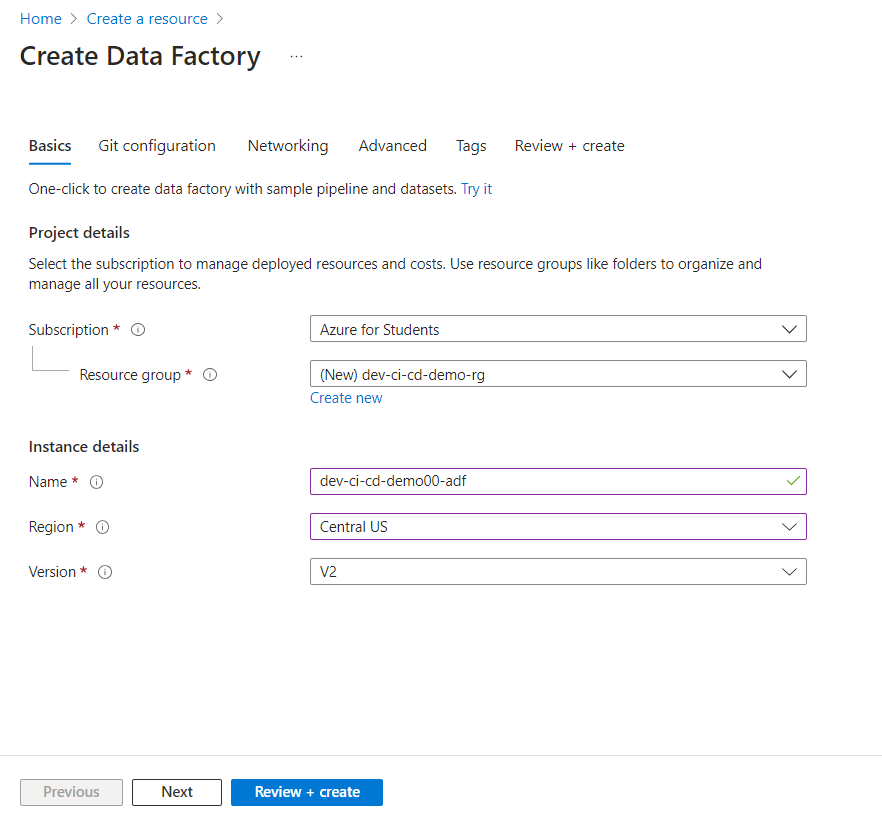 Home > Create a resource >
Create Data Factory ...
Basics Git configuration Networking Advanced Tags Review + create
One-click to create data factory with sample pipeline and datasets. Try it
Project details
Select the subscription to manage deployed resources and costs. Use resource groups like folders to organize and
manage all your resources.
Subscription * Azure for Students
Resource group * (New) dev-ci-cd-demo-rg
Create new
Instance details
Name * dev-ci-cd-demo00-adf
Region * Central US
Version * V2
Previous Next Review + create